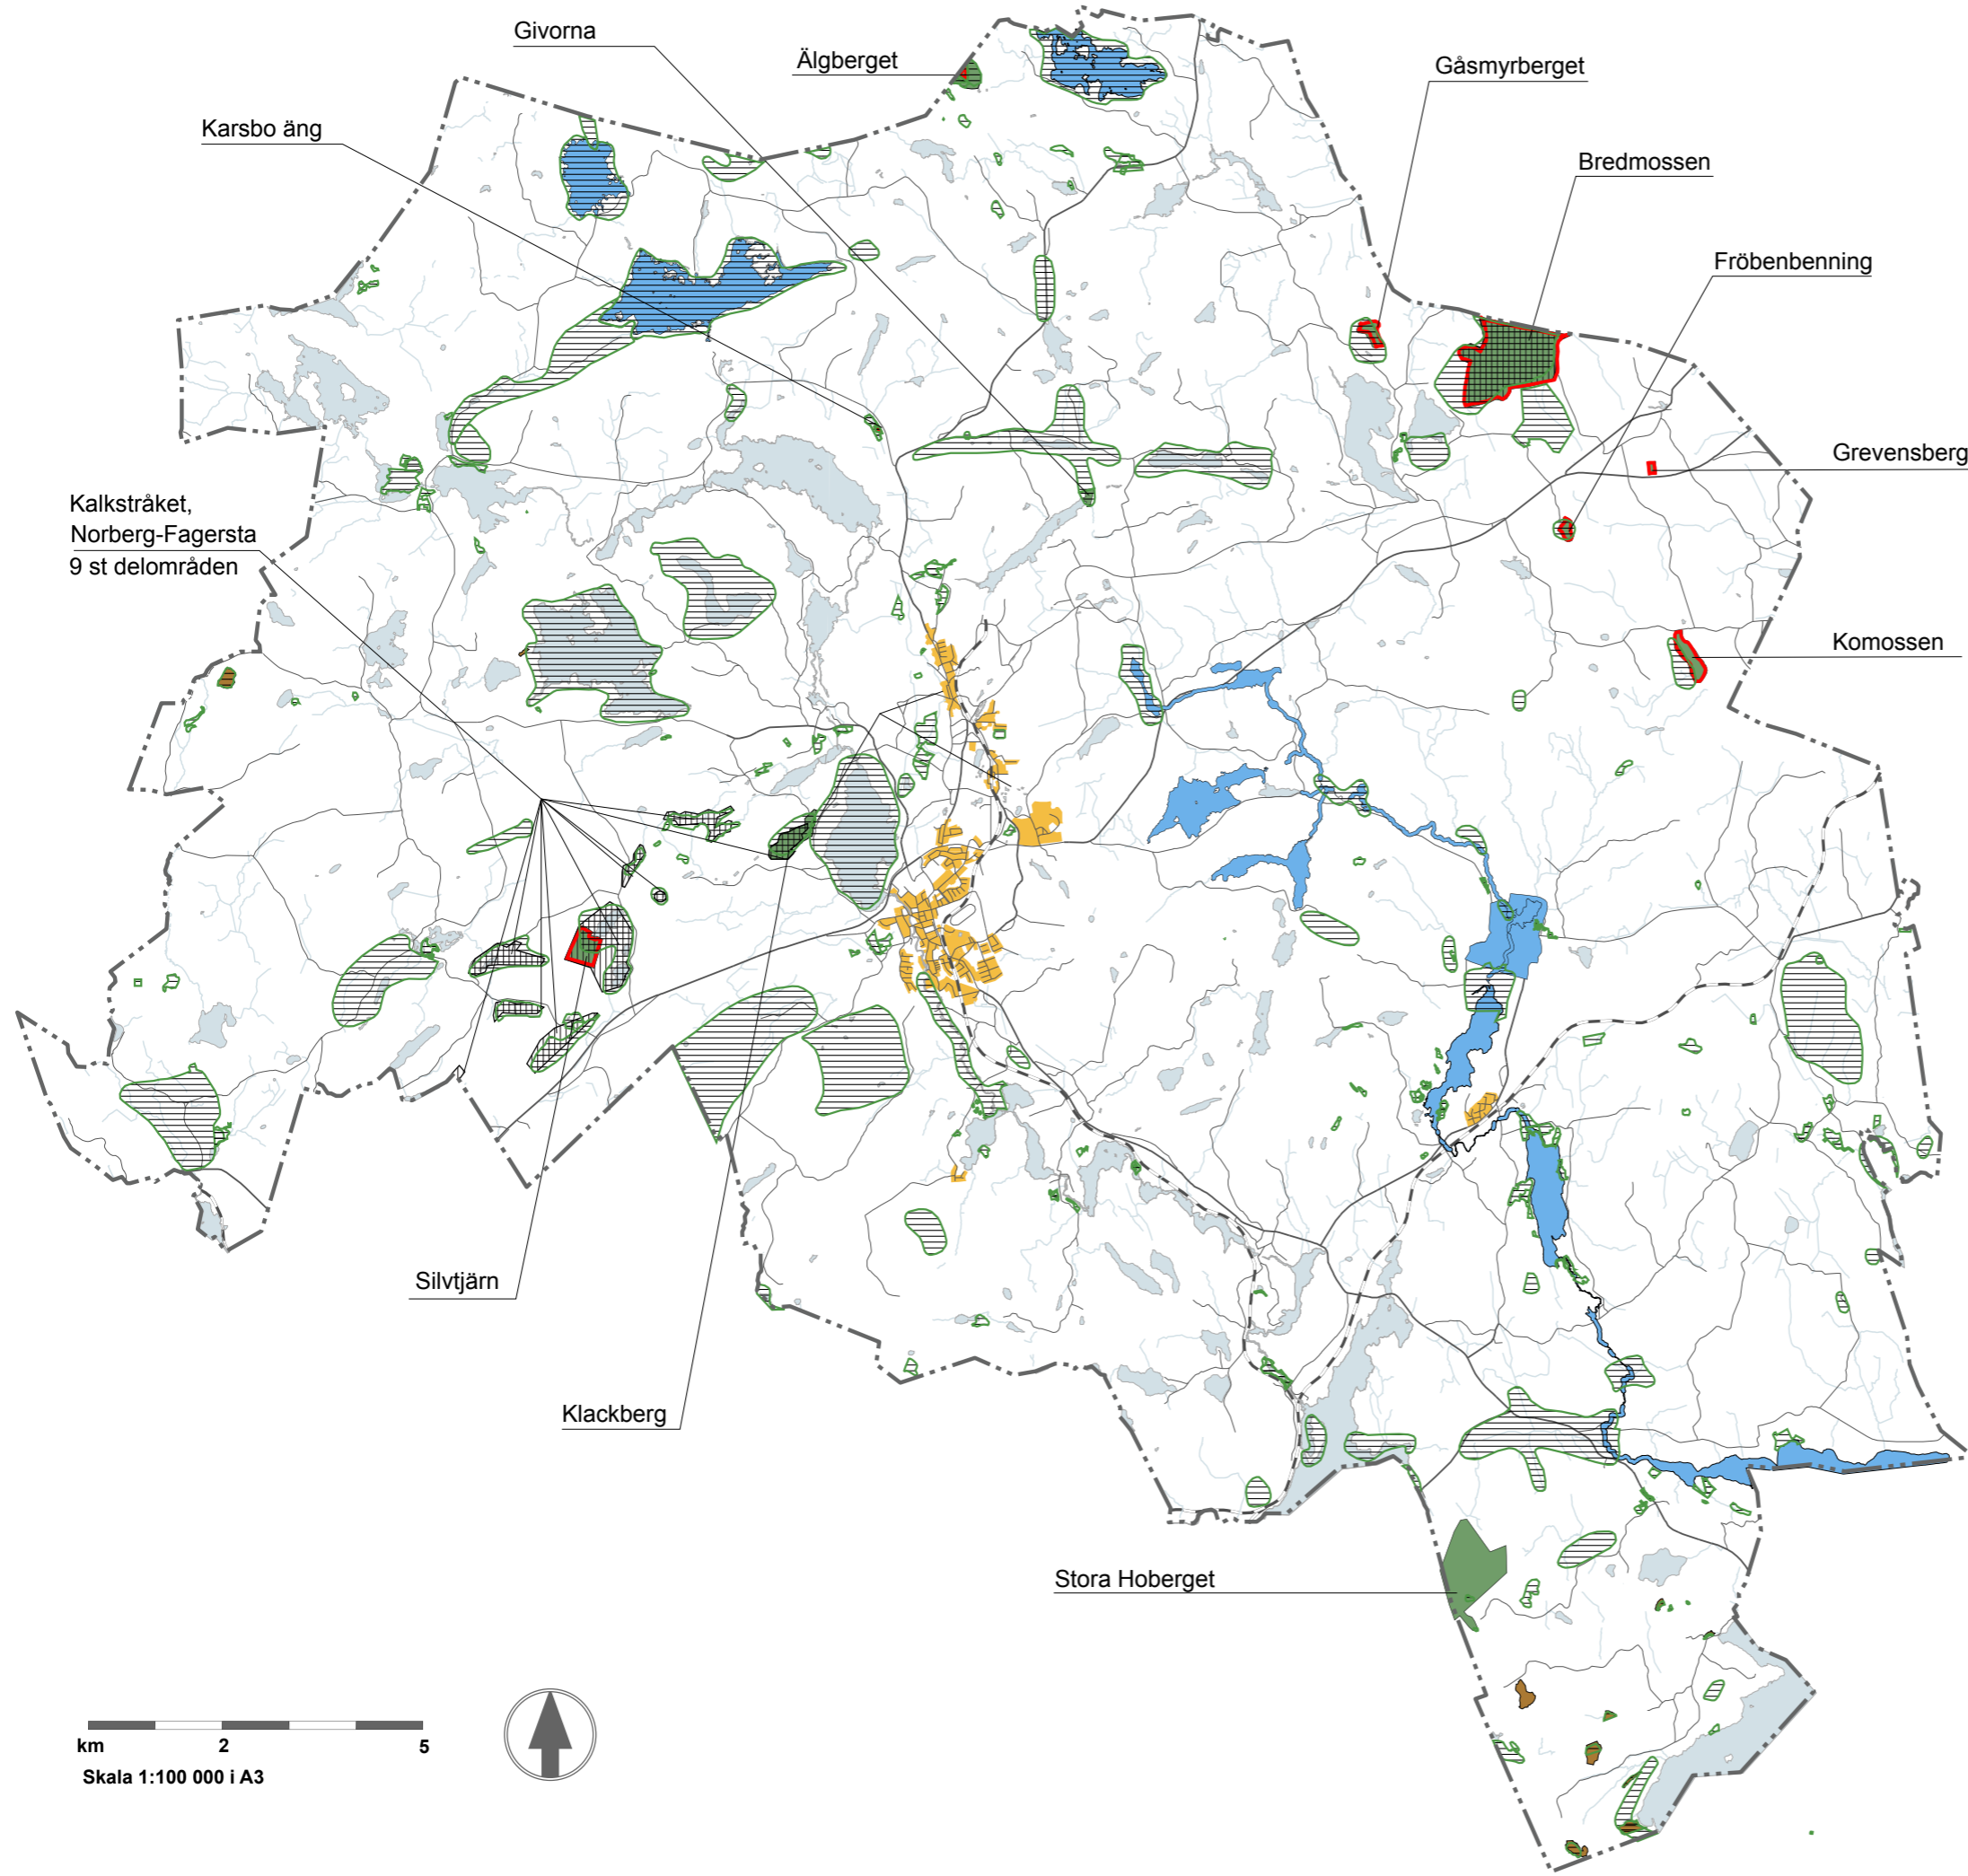 Givorna
Älgberget
Gåsmyrberget
Karsbo äng
Bredmossen
Fröbenbenning
Grevensberg
Kalkstråket,
Norberg-Fagersta
9 st delområden
Komossen
Silvtjärn
Klackberg
Stora Hoberget
km 2 5
Skala 1:100 000 i A3